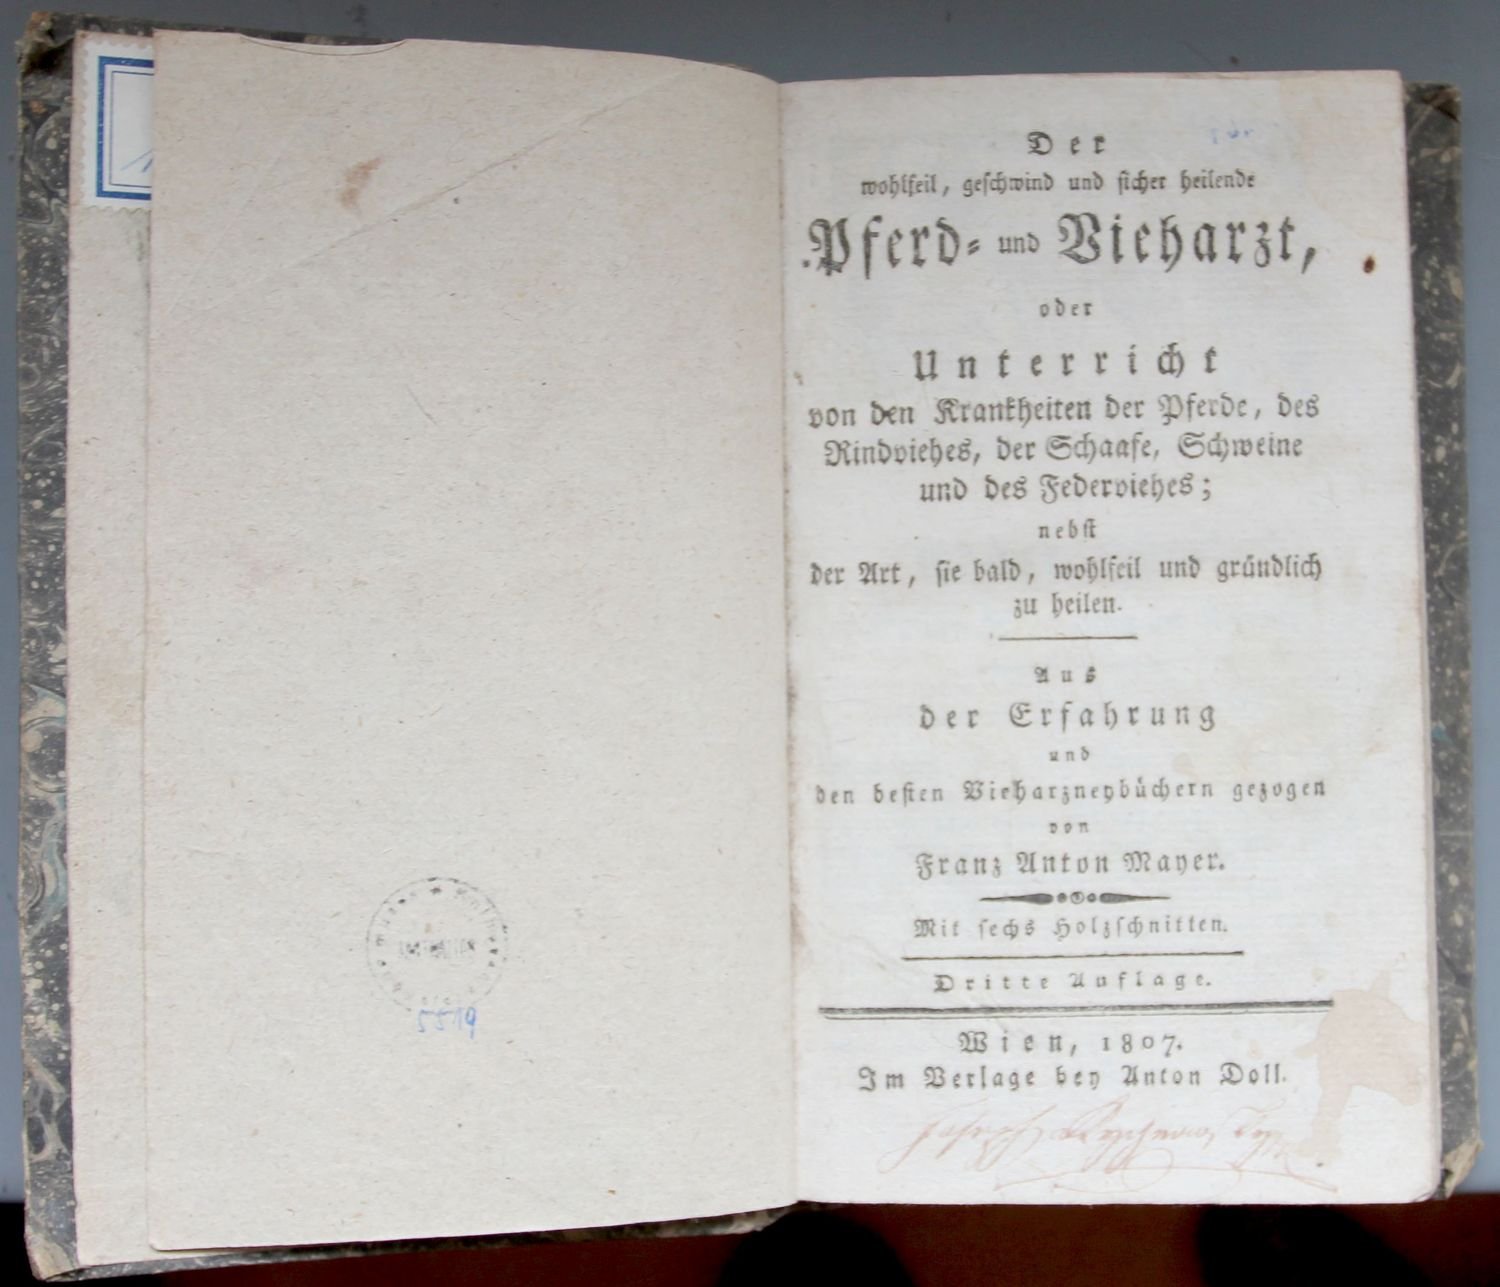 5519
Der
wohlfeil, geschwind und sicher heilende
Pferd- und Vieharzt,
oder
Unterricht
von den Krankheiten der Pferde, des
Rindviehes, der Schaafe, Schweine
und des Federviehes;
nebst
der Art, sie bald, wohlfeil und gründlich
zu heilen.
Aus
der Erfahrung
und
den besten Vieharzneybüchern gezogen
von
Franz Anton Mayer.
Mit sechs Holzschnitten.
Dritte Auflage.
Wien, 1807.
Im Verlage bey Anton Doll.
Joseph